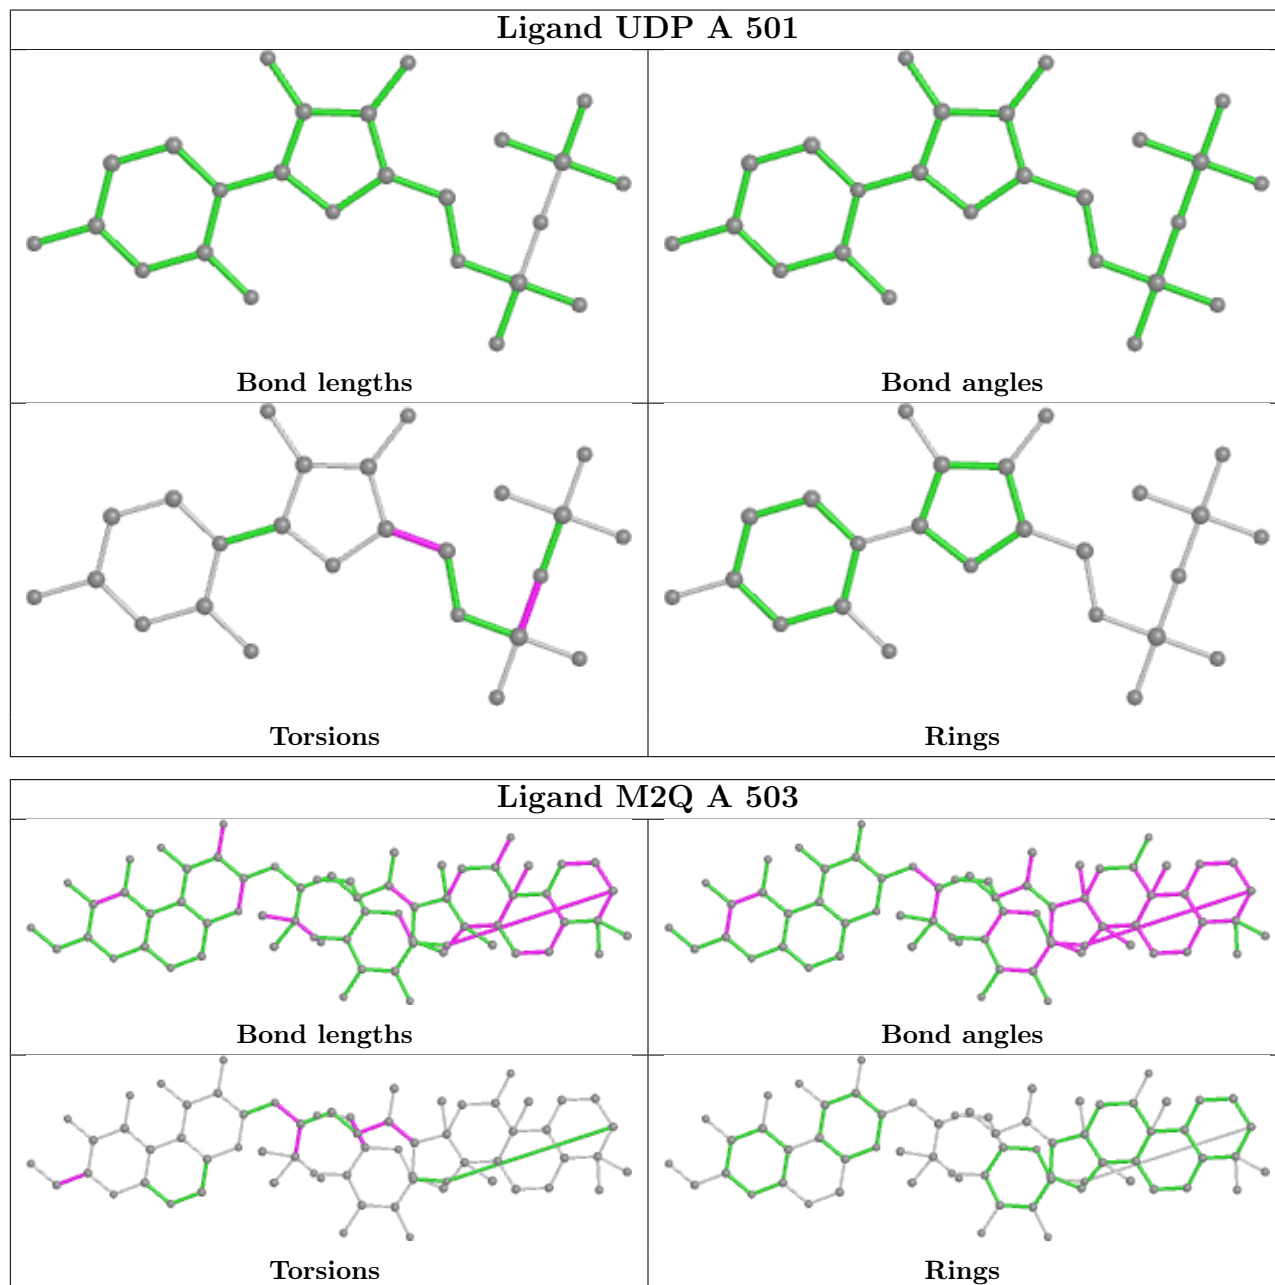 Ligand UDP A 501
Bond lengths
Bond angles
Torsions
Rings
Ligand M2Q A 503
Bond lengths
Bond angles
Torsions
Rings